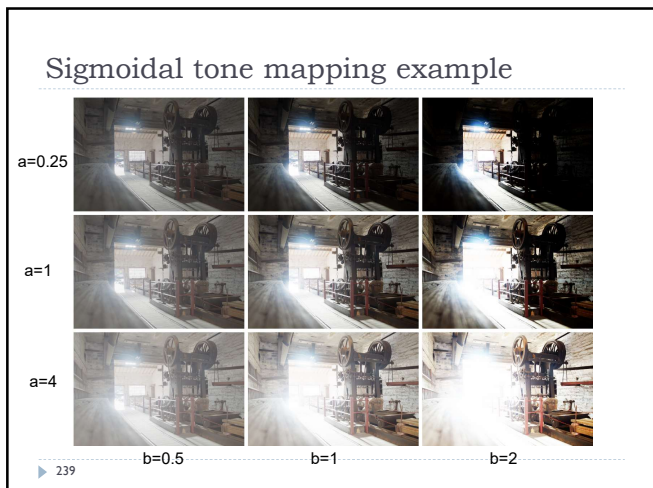 Sigmoidal tone mapping example
a=0.25
a=1
a=4
b=0.5
b=1
b=2
239